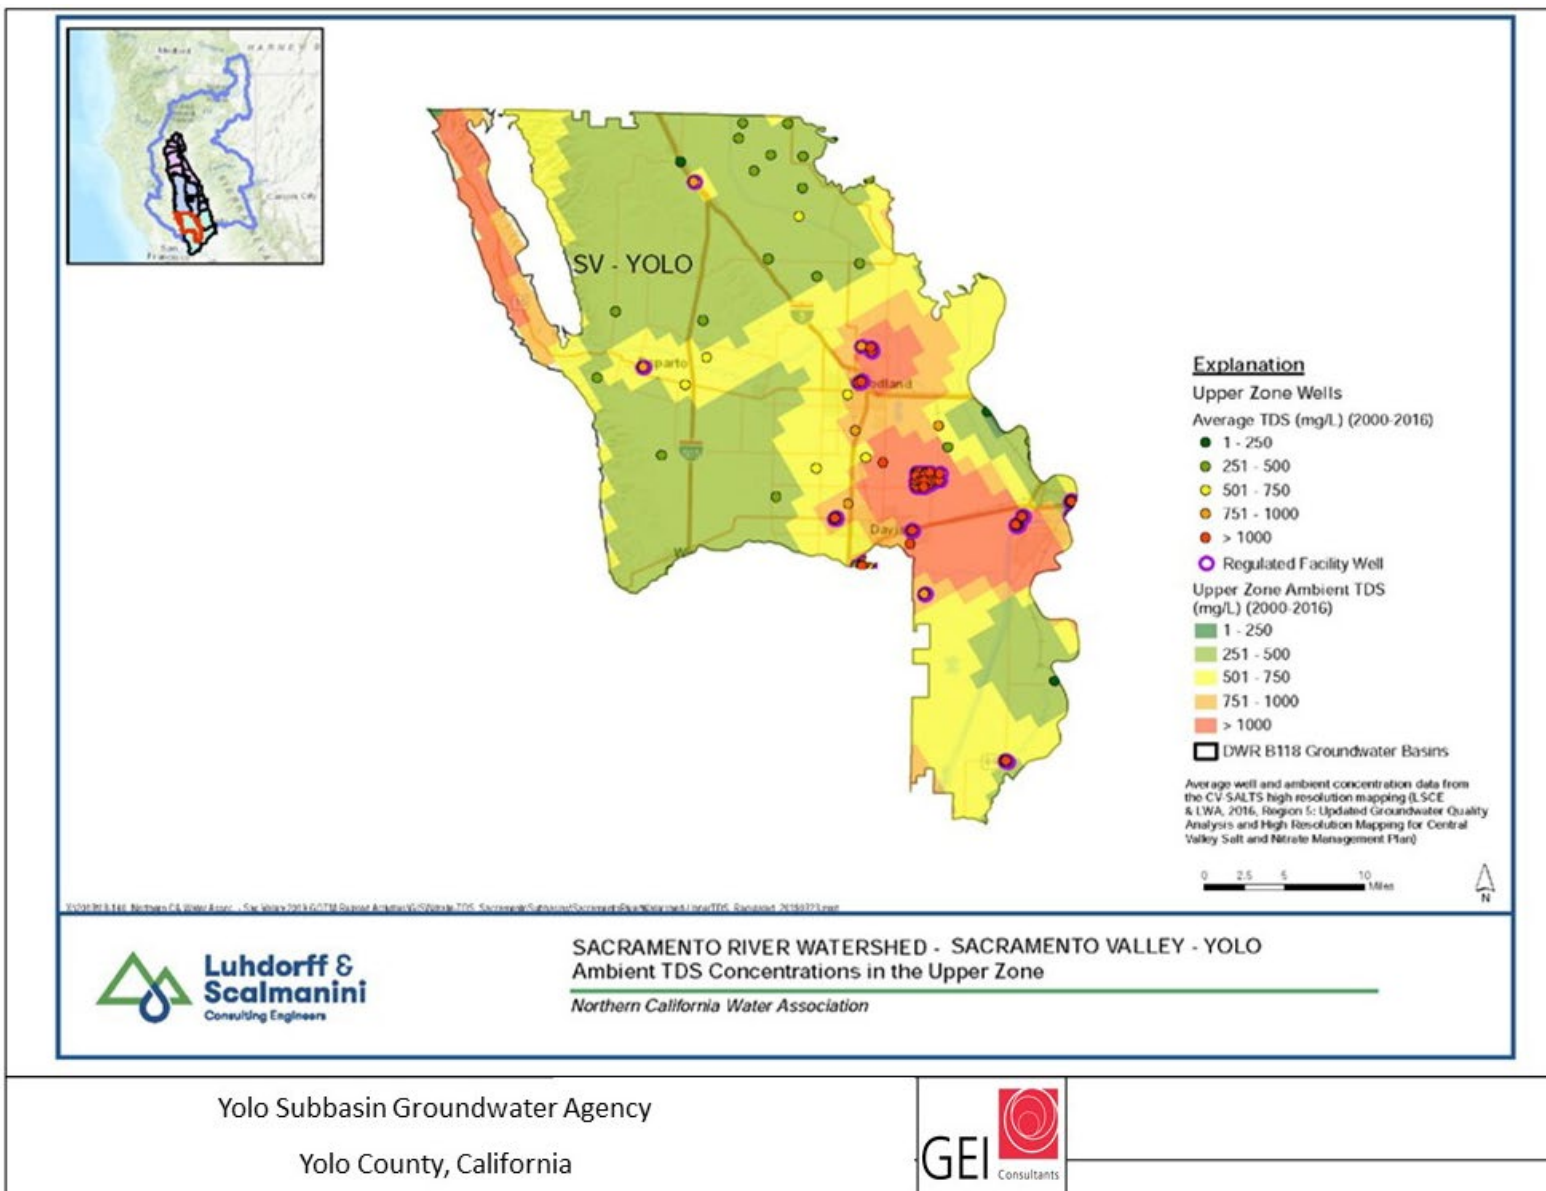 SV - YOLO
Explanation
Upper Zone Wells
Average TDS (mg/L) (2000-2016)
1 - 250
251 - 500
501 - 750
751 - 1000
> 1000
Regulated Facility Well
Upper Zone Ambient TDS
(mg/L) (2000-2016)
1 - 250
251 - 500
501 - 750
751 - 1000
> 1000
DWR B118 Groundwater Basins
Average well and ambient concentration data from
the CV-SALTS high resolution mapping (LSCE
& LWA, 2016, Region 5: Updated Groundwater Quality
Analysis and High Resolution Mapping for Central
Valley Salt and Nitrate Management Plan)
0 2.5 5 10
Miles
N
Luhdorff &
Scalmanini
Consulting Engineers
SACRAMENTO RIVER WATERSHED - SACRAMENTO VALLEY - YOLO
Ambient TDS Concentrations in the Upper Zone
Northern California Water Association
Yolo Subbasin Groundwater Agency
Yolo County, California
GEI Consultants